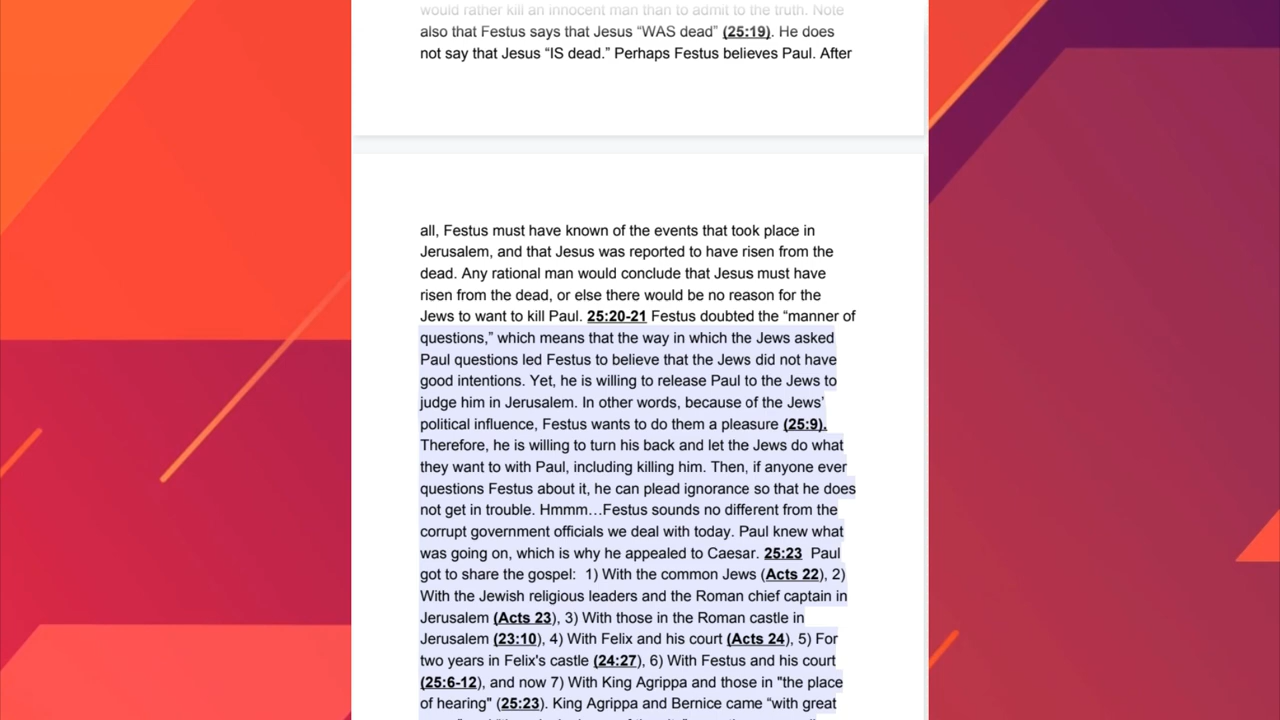 would rather kill an innocent man than to admit to the truth. Note
also that Festus says that Jesus “WAS dead” (25:19). He does
not say that Jesus “IS dead.” Perhaps Festus believes Paul. After
all, Festus must have known of the events that took place in
Jerusalem, and that Jesus was reported to have risen from the
dead. Any rational man would conclude that Jesus must have
risen from the dead, or else there would be no reason for the
Jews to want to kill Paul. 25:20-21 Festus doubted the “manner of
questions,” which means that the way in which the Jews asked
Paul questions led Festus to believe that the Jews did not have
good intentions. Yet, he is willing to release Paul to the Jews to
judge him in Jerusalem. In other words, because of the Jews’
political influence, Festus wants to do them a pleasure (25:9).
Therefore, he is willing to turn his back and let the Jews do what
they want to with Paul, including killing him. Then, if anyone ever
questions Festus about it, he can plead ignorance so that he does
not get in trouble. Hmmm…Festus sounds no different from the
corrupt government officials we deal with today. Paul knew what
was going on, which is why he appealed to Caesar. 25:23 Paul
got to share the gospel: 1) With the common Jews (Acts 22), 2)
With the Jewish religious leaders and the Roman chief captain in
Jerusalem (Acts 23), 3) With those in the Roman castle in
Jerusalem (23:10), 4) With Felix and his court (Acts 24), 5) For
two years in Felix's castle (24:27), 6) With Festus and his court
(25:6-12), and now 7) With King Agrippa and those in "the place
of hearing" (25:23). King Agrippa and Bernice came “with great